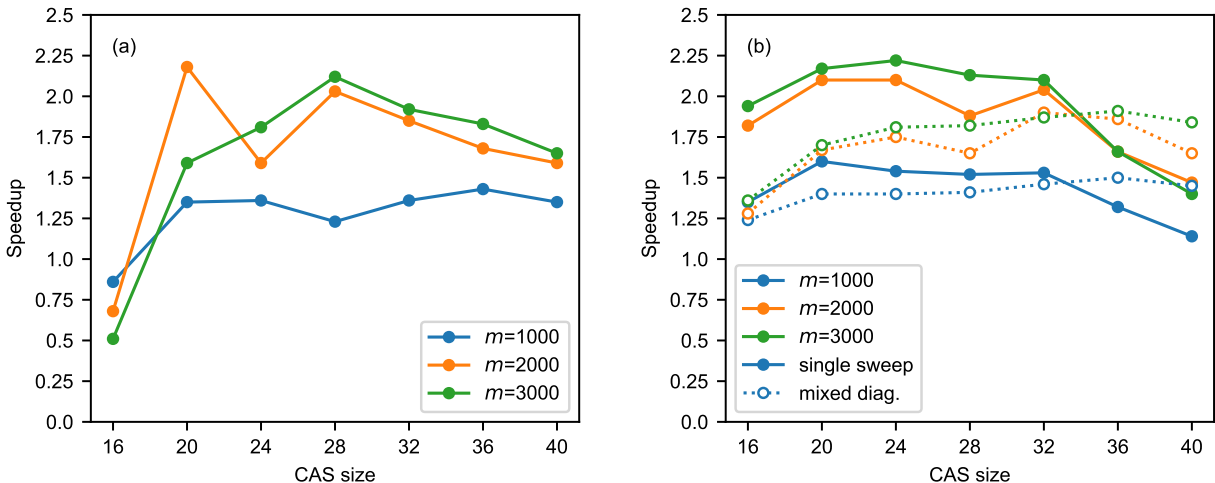 (a)
Speedup
2.5
2.25
2.0
1.75
1.5
1.25
1.0
0.75
0.5
0.25
0.0
m=1000
m=2000
m=3000
16 20 24 28 32 36 40
CAS size
(b)
Speedup
2.5
2.25
2.0
1.75
1.5
1.25
1.0
0.75
0.5
0.25
0.0
m=1000
m=2000
m=3000
single sweep
mixed diag.
16 20 24 28 32 36 40
CAS size